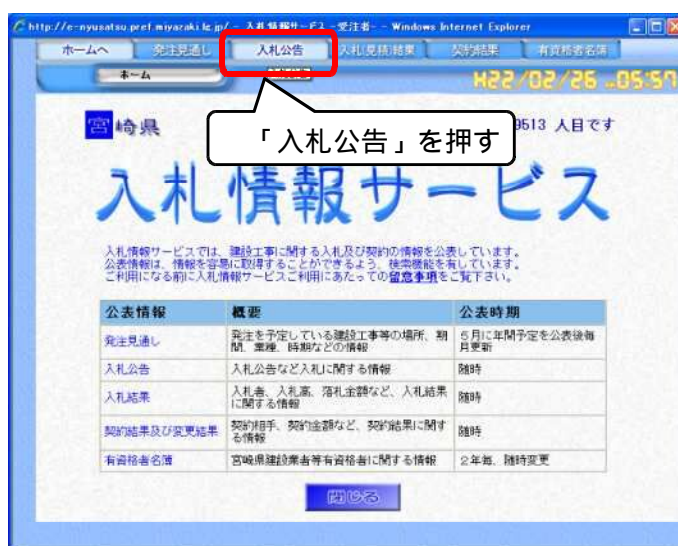 http://e-nyusatsu.pref.miyazaki.lg.jp/ - 入札情報サービス -受注者- - Windows Internet Explorer
ホームへ 発注見通し 入札公告 入札見積結果 契約結果 有資格者名簿
ホーム
H22/02/26 05:57
宮崎県
9513 人目です
「入札公告」を押す
入札情報サービス
入札情報サービスでは、建設工事に関する入札及び契約の情報を公表しています。
公表情報は、情報を容易に取得することができるよう、検索機能を有しています。
ご利用になる前に入札情報サービスご利用にあたっての留意事項をご覧下さい。
公表情報 概要 公表時期
発注見通し 発注を予定している建設工事等の場所、期間、業種、時期などの情報 5月に年間予定を公表後毎月更新
入札公告 入札公告など入札に関する情報 随時
入札結果 入札者、入札高、落札金額など、入札結果に関する情報 随時
契約結果及び変更結果 契約相手、契約金額など、契約結果に関する情報 随時
有資格者名簿 宮崎県建設業者等有資格者に関する情報 2年毎、随時変更
閉じる